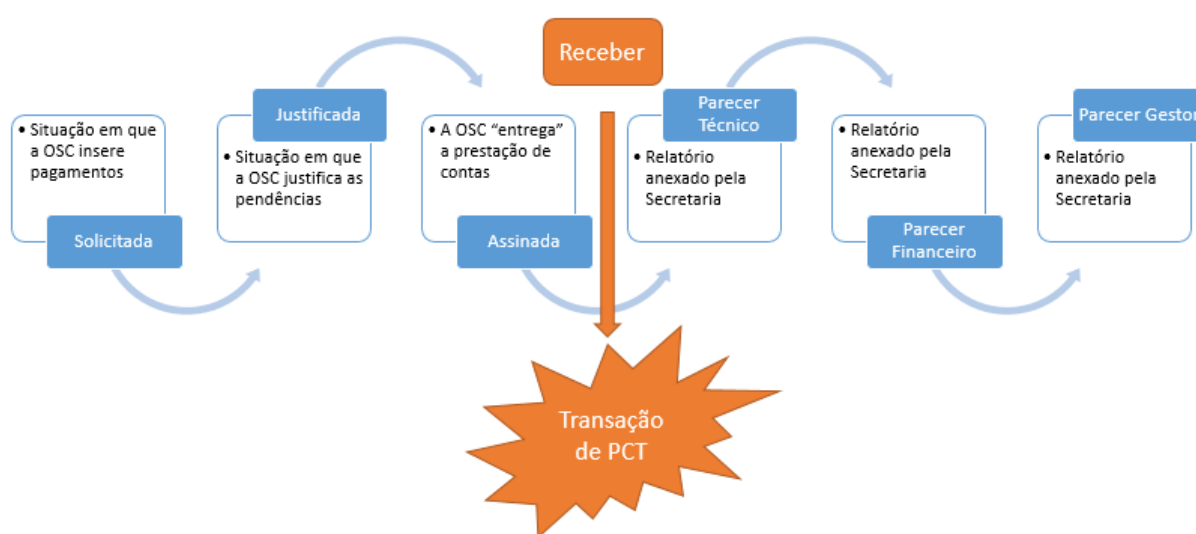 Receber
• Situação em que
a OSC insere
pagamentos
Solicitada
Justificada
• Situação em que
a OSC justifica as
pendências
• A OSC “entrega”
a prestação de
contas
Assinada
Parecer
Técnico
• Relatório
anexado pela
Secretaria
• Relatório
anexado pela
Secretaria
Parecer
Financeiro
Parecer Gestor
• Relatório
anexado pela
Secretaria
Transação
de PCT